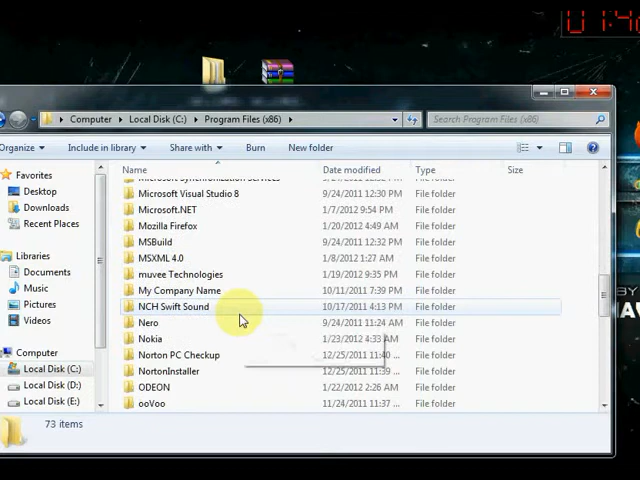 Computer Local Disk (C:) Program Files (x86) Search Program Files (x86)
Organize Include in library Share with Burn New folder
Favorites
Desktop
Downloads
Recent Places
Libraries
Documents
Music
Pictures
Videos
Computer
Local Disk (C:)
Local Disk (D:)
Local Disk (E:)
Name Date modified Type Size
Microsoft Visual Studio 8 9/24/2011 12:30 PM File folder
Microsoft.NET 1/7/2012 9:54 PM File folder
Mozilla Firefox 1/20/2012 4:49 AM File folder
MSBuild 9/24/2011 12:32 PM File folder
MSXML 4.0 1/8/2012 1:27 AM File folder
muvee Technologies 1/19/2012 9:35 PM File folder
My Company Name 10/11/2011 7:39 PM File folder
NCH Swift Sound 10/17/2011 4:13 PM File folder
Nero 9/24/2011 11:24 AM File folder
Nokia 1/23/2012 4:33 AM File folder
Norton PC Checkup 12/25/2011 11:40 ... File folder
NortonInstaller 12/25/2011 11:39 ... File folder
ODEON 1/22/2012 2:26 AM File folder
ooVoo 11/24/2011 11:37 ... File folder
73 items
BY